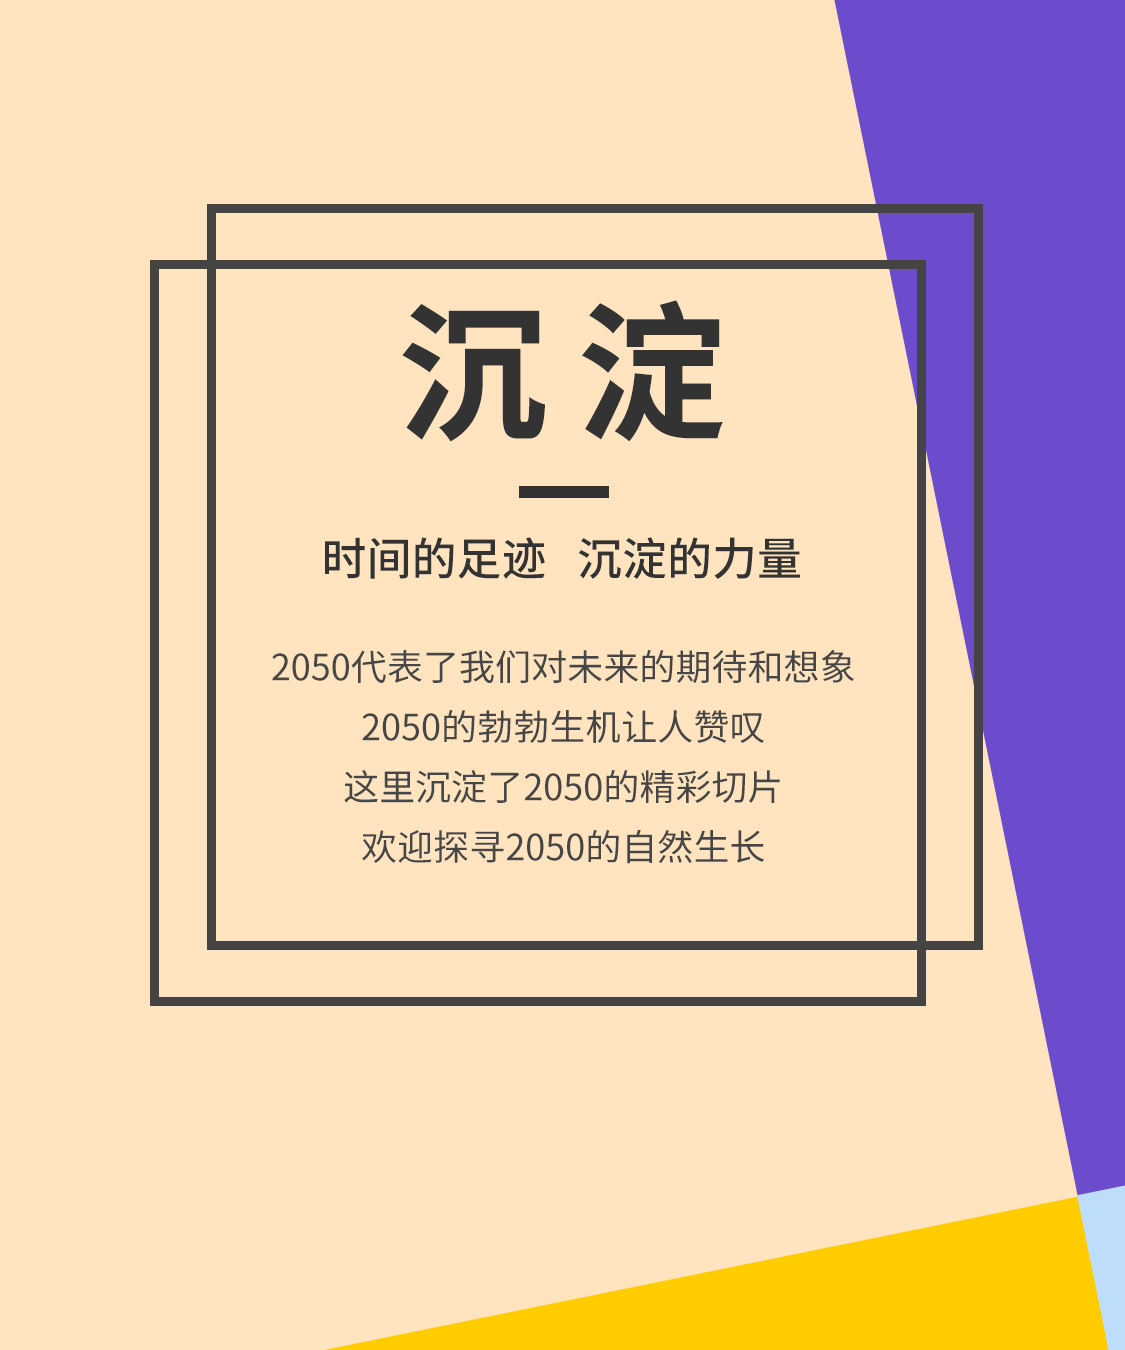 沉淀
时间的足迹 沉淀的力量
2050代表了我们对未来的期待和想象
2050的勃勃生机让人赞叹
这里沉淀了2050的精彩切片
欢迎探寻2050的自然生长